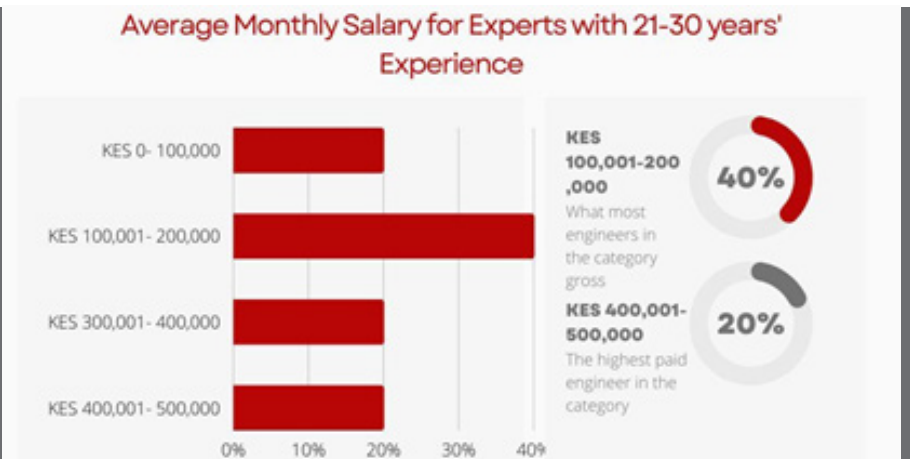 Average Monthly Salary for Experts with 21-30 years'
Experience
KES 0- 100,000
KES 100,001- 200,000
KES 300,001- 400,000
KES 400,001- 500,000
0% 10% 20% 30% 40%
KES
100,001-200
,000
What most
engineers in
the category
gross
40%
KES 400,001-
500,000
The highest paid
engineer in the
category
20%